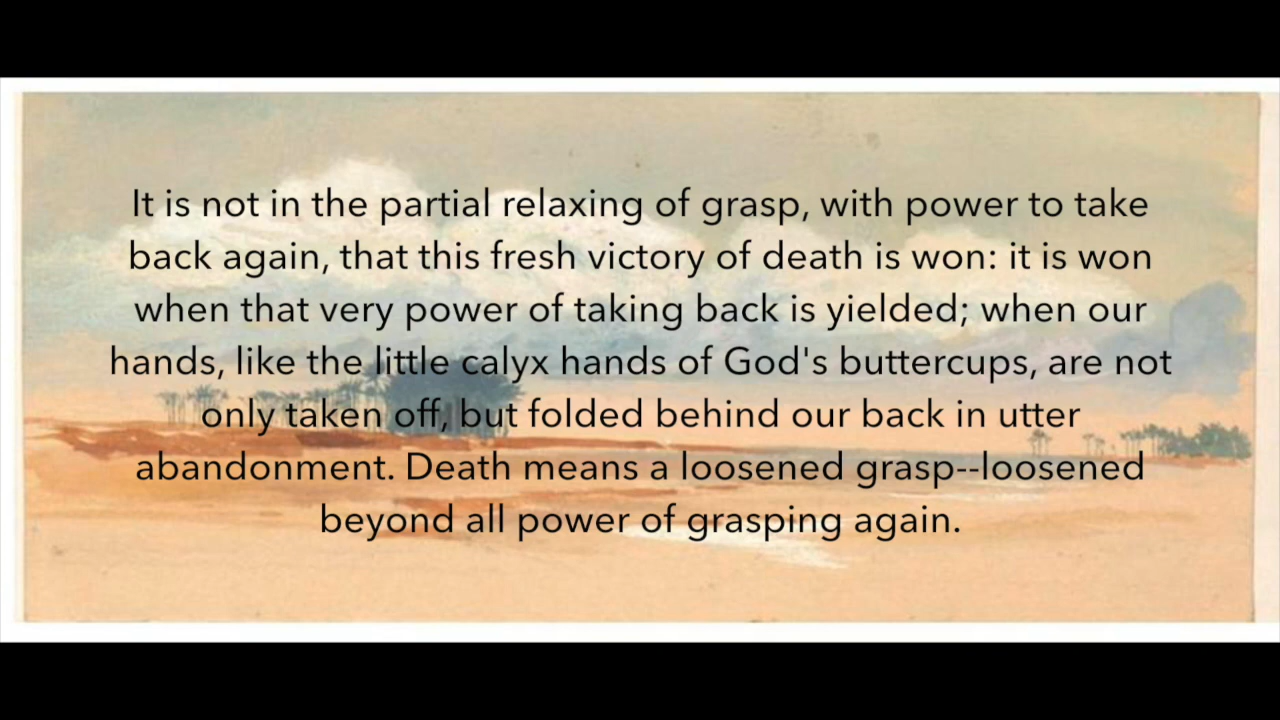 It is not in the partial relaxing of grasp, with power to take
back again, that this fresh victory of death is won: it is won
when that very power of taking back is yielded; when our
hands, like the little calyx hands of God's buttercups, are not
only taken off, but folded behind our back in utter
abandonment. Death means a loosened grasp--loosened
beyond all power of grasping again.